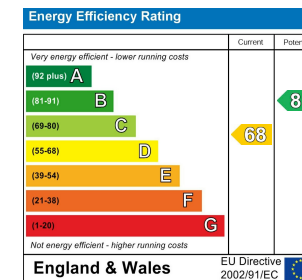 Energy Efficiency Rating
Current Poten
Very energy efficient - lower running costs
(92 plus) A
(81-91) B
8
(69-80) C
68
(55-68) D
(39-54) E
(21-38) F
(1-20) G
Not energy efficient - higher running costs
England & Wales
EU Directive
2002/91/EC